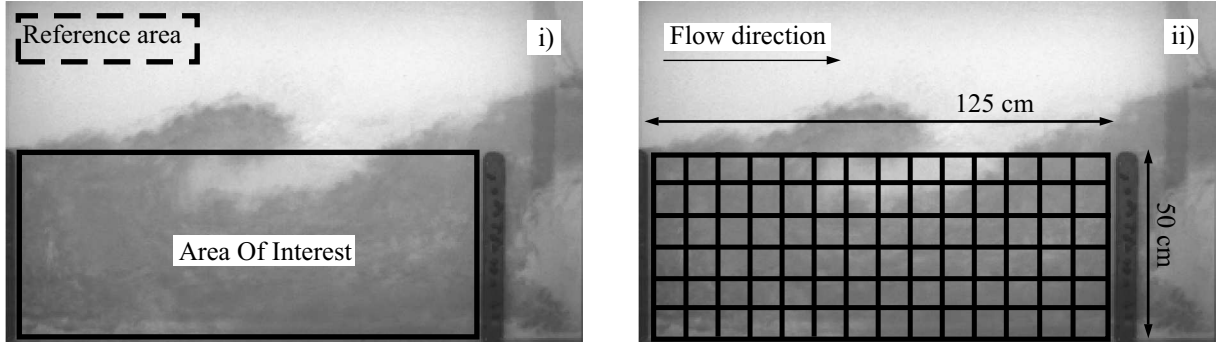 Reference area
i)
Area Of Interest
ii)
Flow direction
125 cm
50 cm